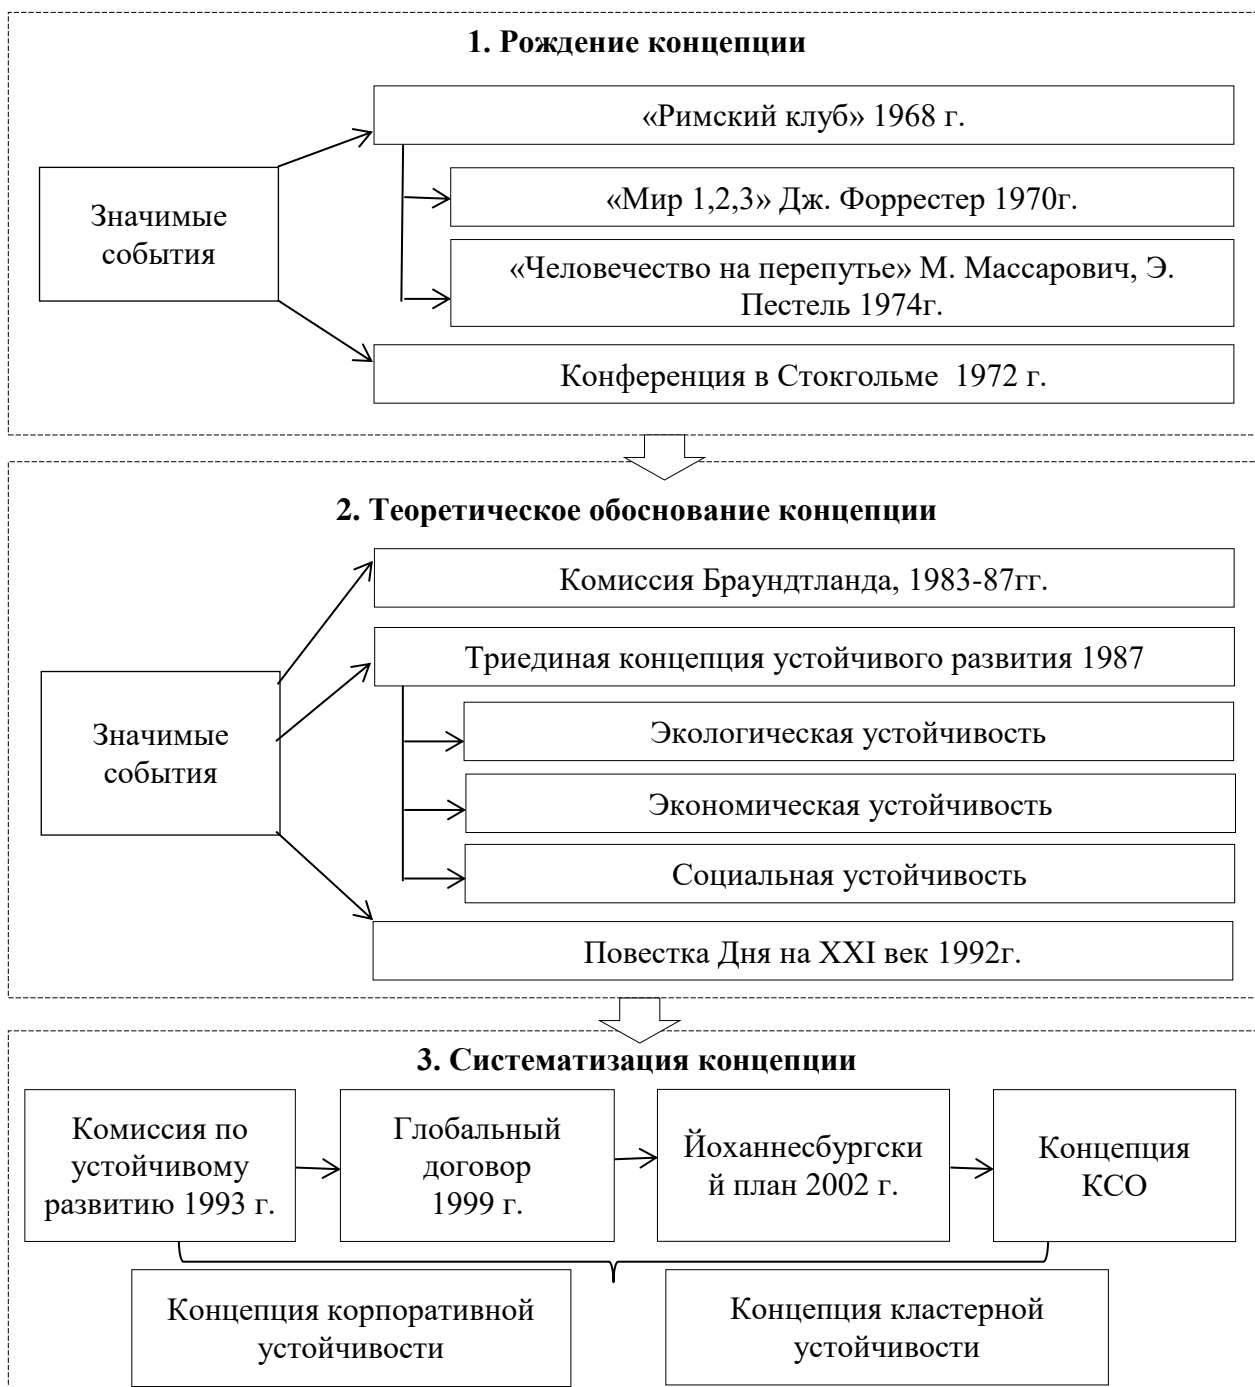 1. Рождение концепции
«Римский клуб» 1968 г.
Значимые
события
«Мир 1,2,3» Дж. Форрестер 1970г.
«Человечество на перепутье» М. Массарович, Э.
Пестель 1974г.
Конференция в Стокгольме 1972 г.
2. Теоретическое обоснование концепции
Комиссия Браундтланда, 1983-87гг.
Триединая концепция устойчивого развития 1987
Значимые
события
Экологическая устойчивость
Экономическая устойчивость
Социальная устойчивость
Повестка Дня на XXI век 1992г.
3. Систематизация концепции
Комиссия по
устойчивому
развитию 1993 г.
Глобальный
договор
1999 г.
Йоханнесбургски
й план 2002 г.
Концепция
КСО
Концепция корпоративной
устойчивости
Концепция кластерной
устойчивости